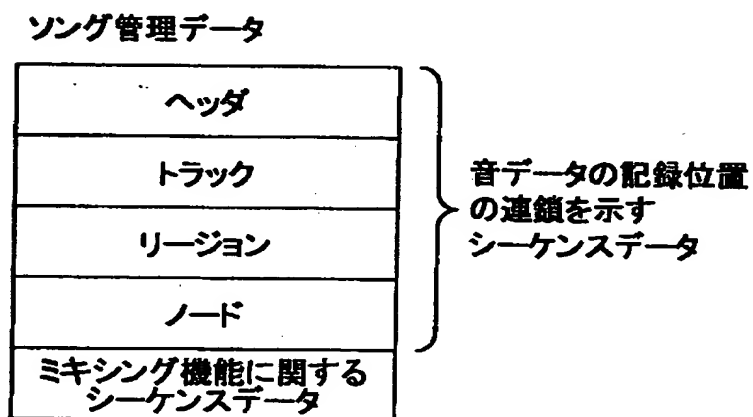 ソング管理データ
ヘッダ
トラック
リージョン
ノード
音データの記録位置
の連鎖を示す
シーケンスデータ
ミキシング機能に関する
シーケンスデータ